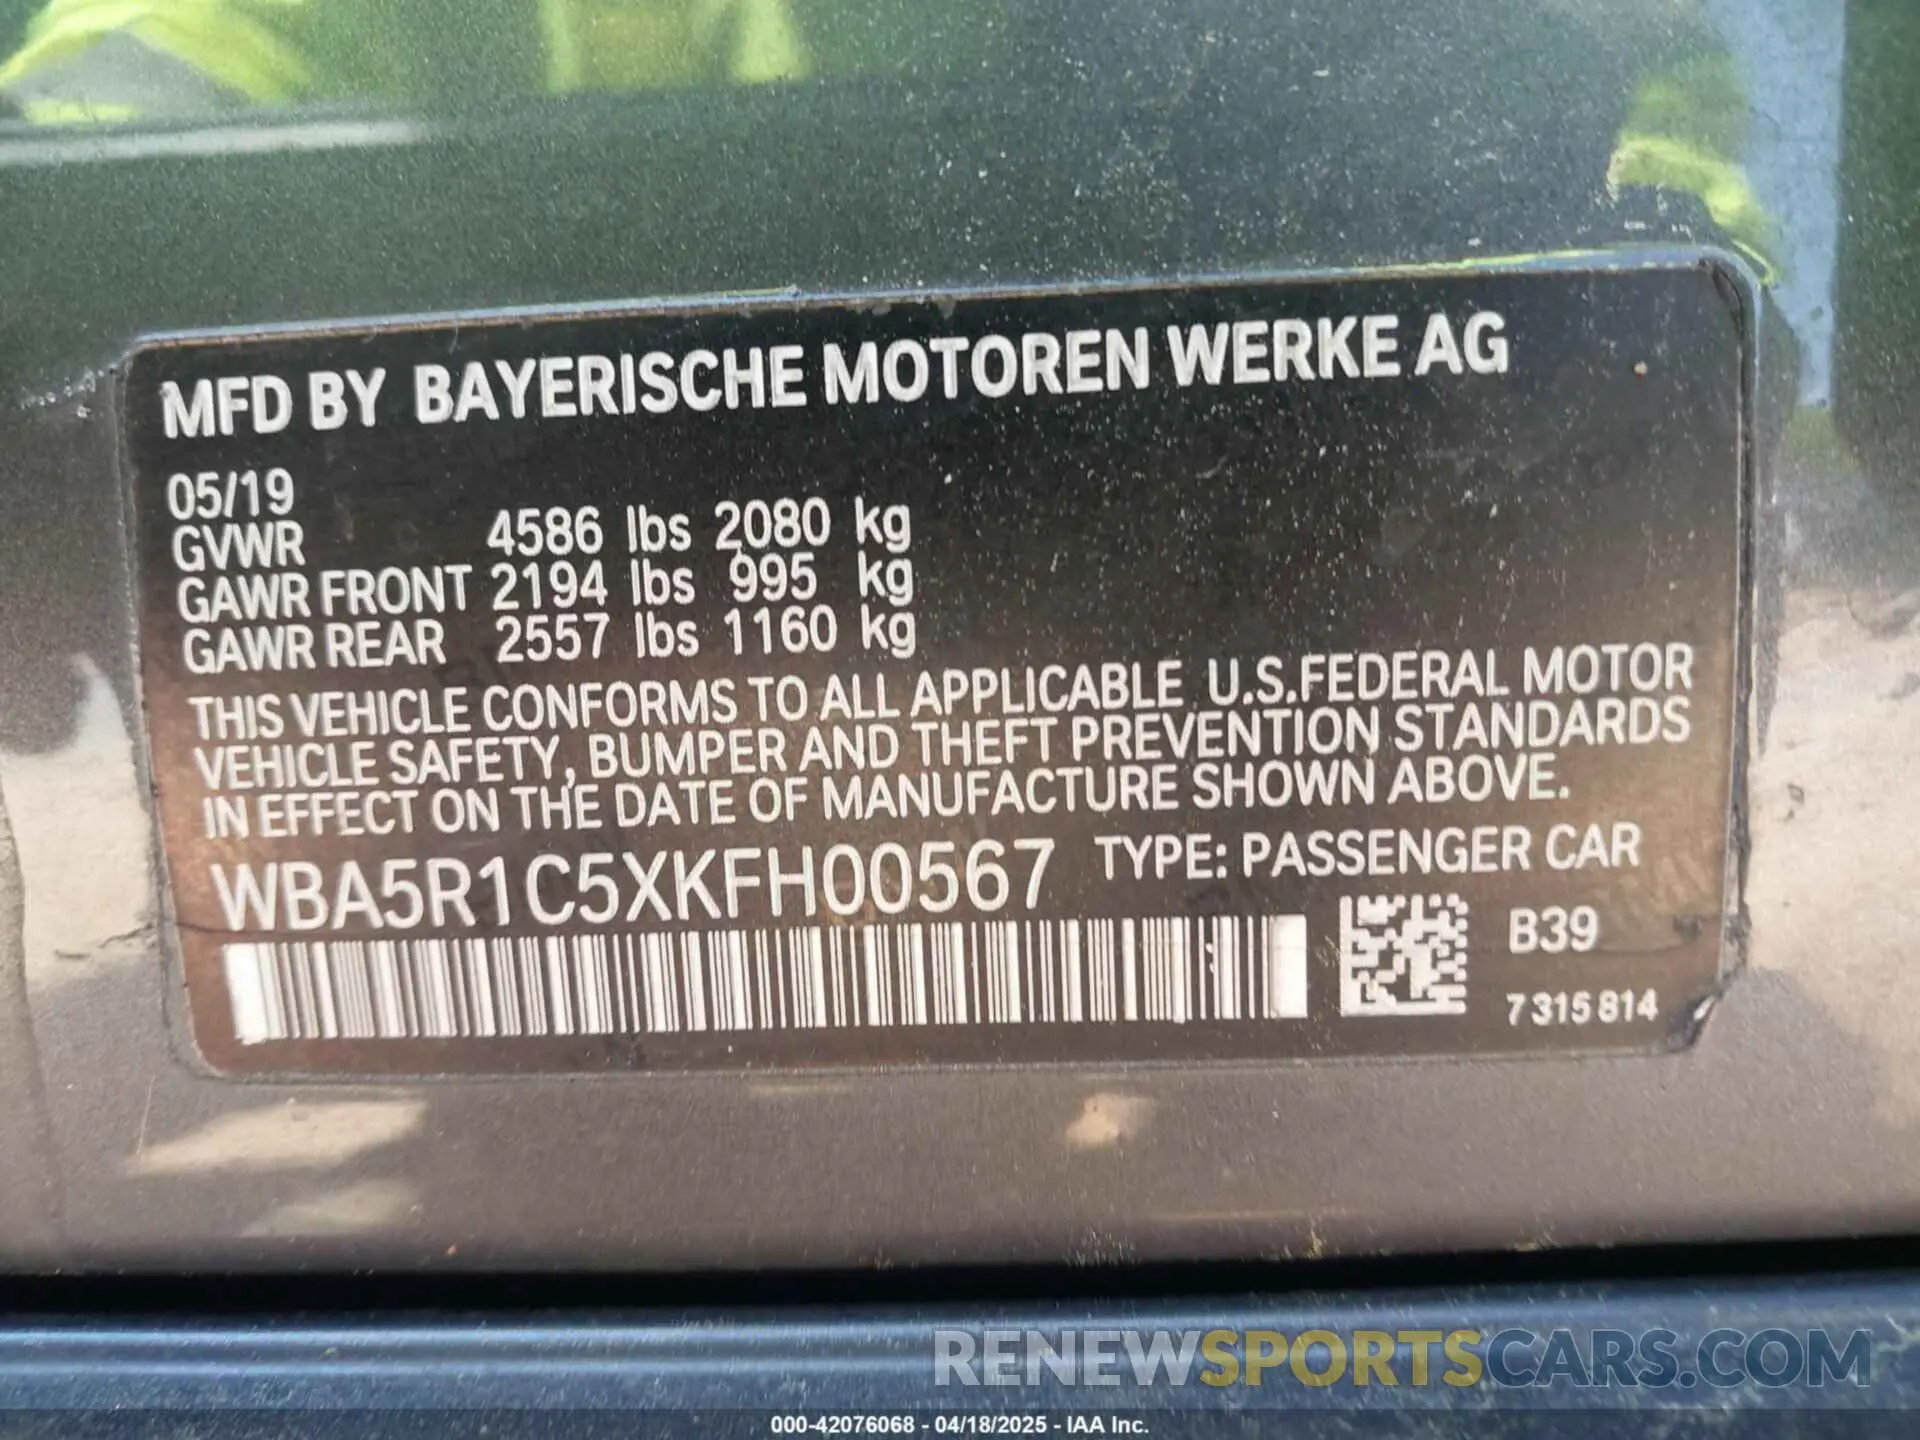 MFD BY BAYERISCHE MOTOREN WERKE AG
05/19
GVWR 4586 lbs 2080 kg
GAWR FRONT 2194 lbs 995 kg
GAWR REAR 2557 lbs 1160 kg
THIS VEHICLE CONFORMS TO ALL APPLICABLE U.S.FEDERAL MOTOR
VEHICLE SAFETY, BUMPER AND THEFT PREVENTION STANDARDS
IN EFFECT ON THE DATE OF MANUFACTURE SHOWN ABOVE.
WBA5R1C5XKFH00567 TYPE: PASSENGER CAR
B39
7 315 814
RENEWSPORTSCARS.COM
000-42076068 - 04/18/2025 - IAA Inc.